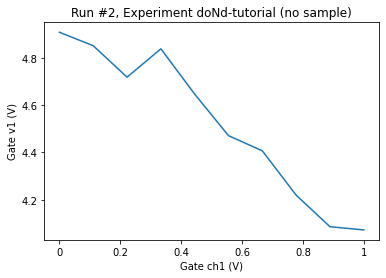 Run #2, Experiment doNd-tutorial (no sample)
4.8
4.6
4.4
4.2
Gate v1 (V)
0 0.2 0.4 0.6 0.8 1
Gate ch1 (V)